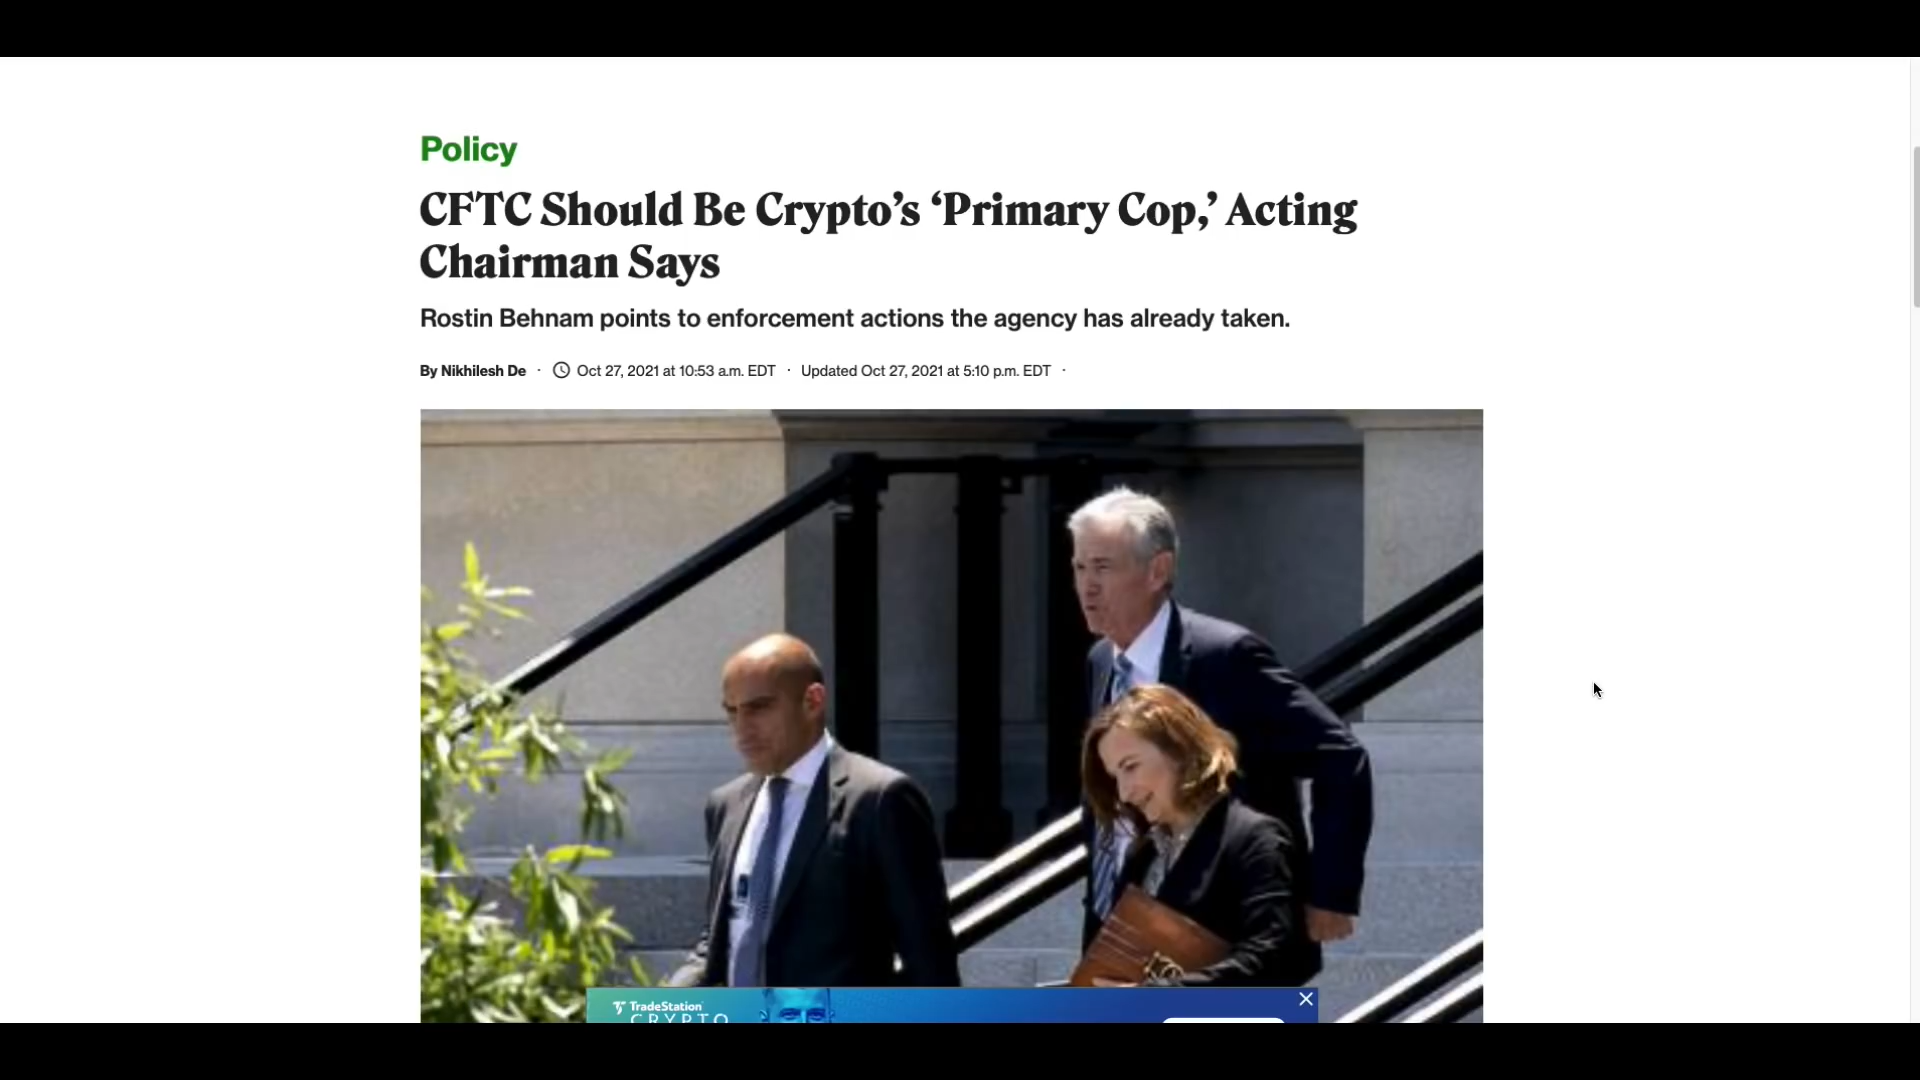 Policy
CFTC Should Be Crypto’s ‘Primary Cop,’ Acting
Chairman Says
Rostin Behnam points to enforcement actions the agency has already taken.
By Nikhilesh De · Oct 27, 2021 at 10:53 a.m. EDT · Updated Oct 27, 2021 at 5:10 p.m. EDT ·
TradeStation
CRYPTO